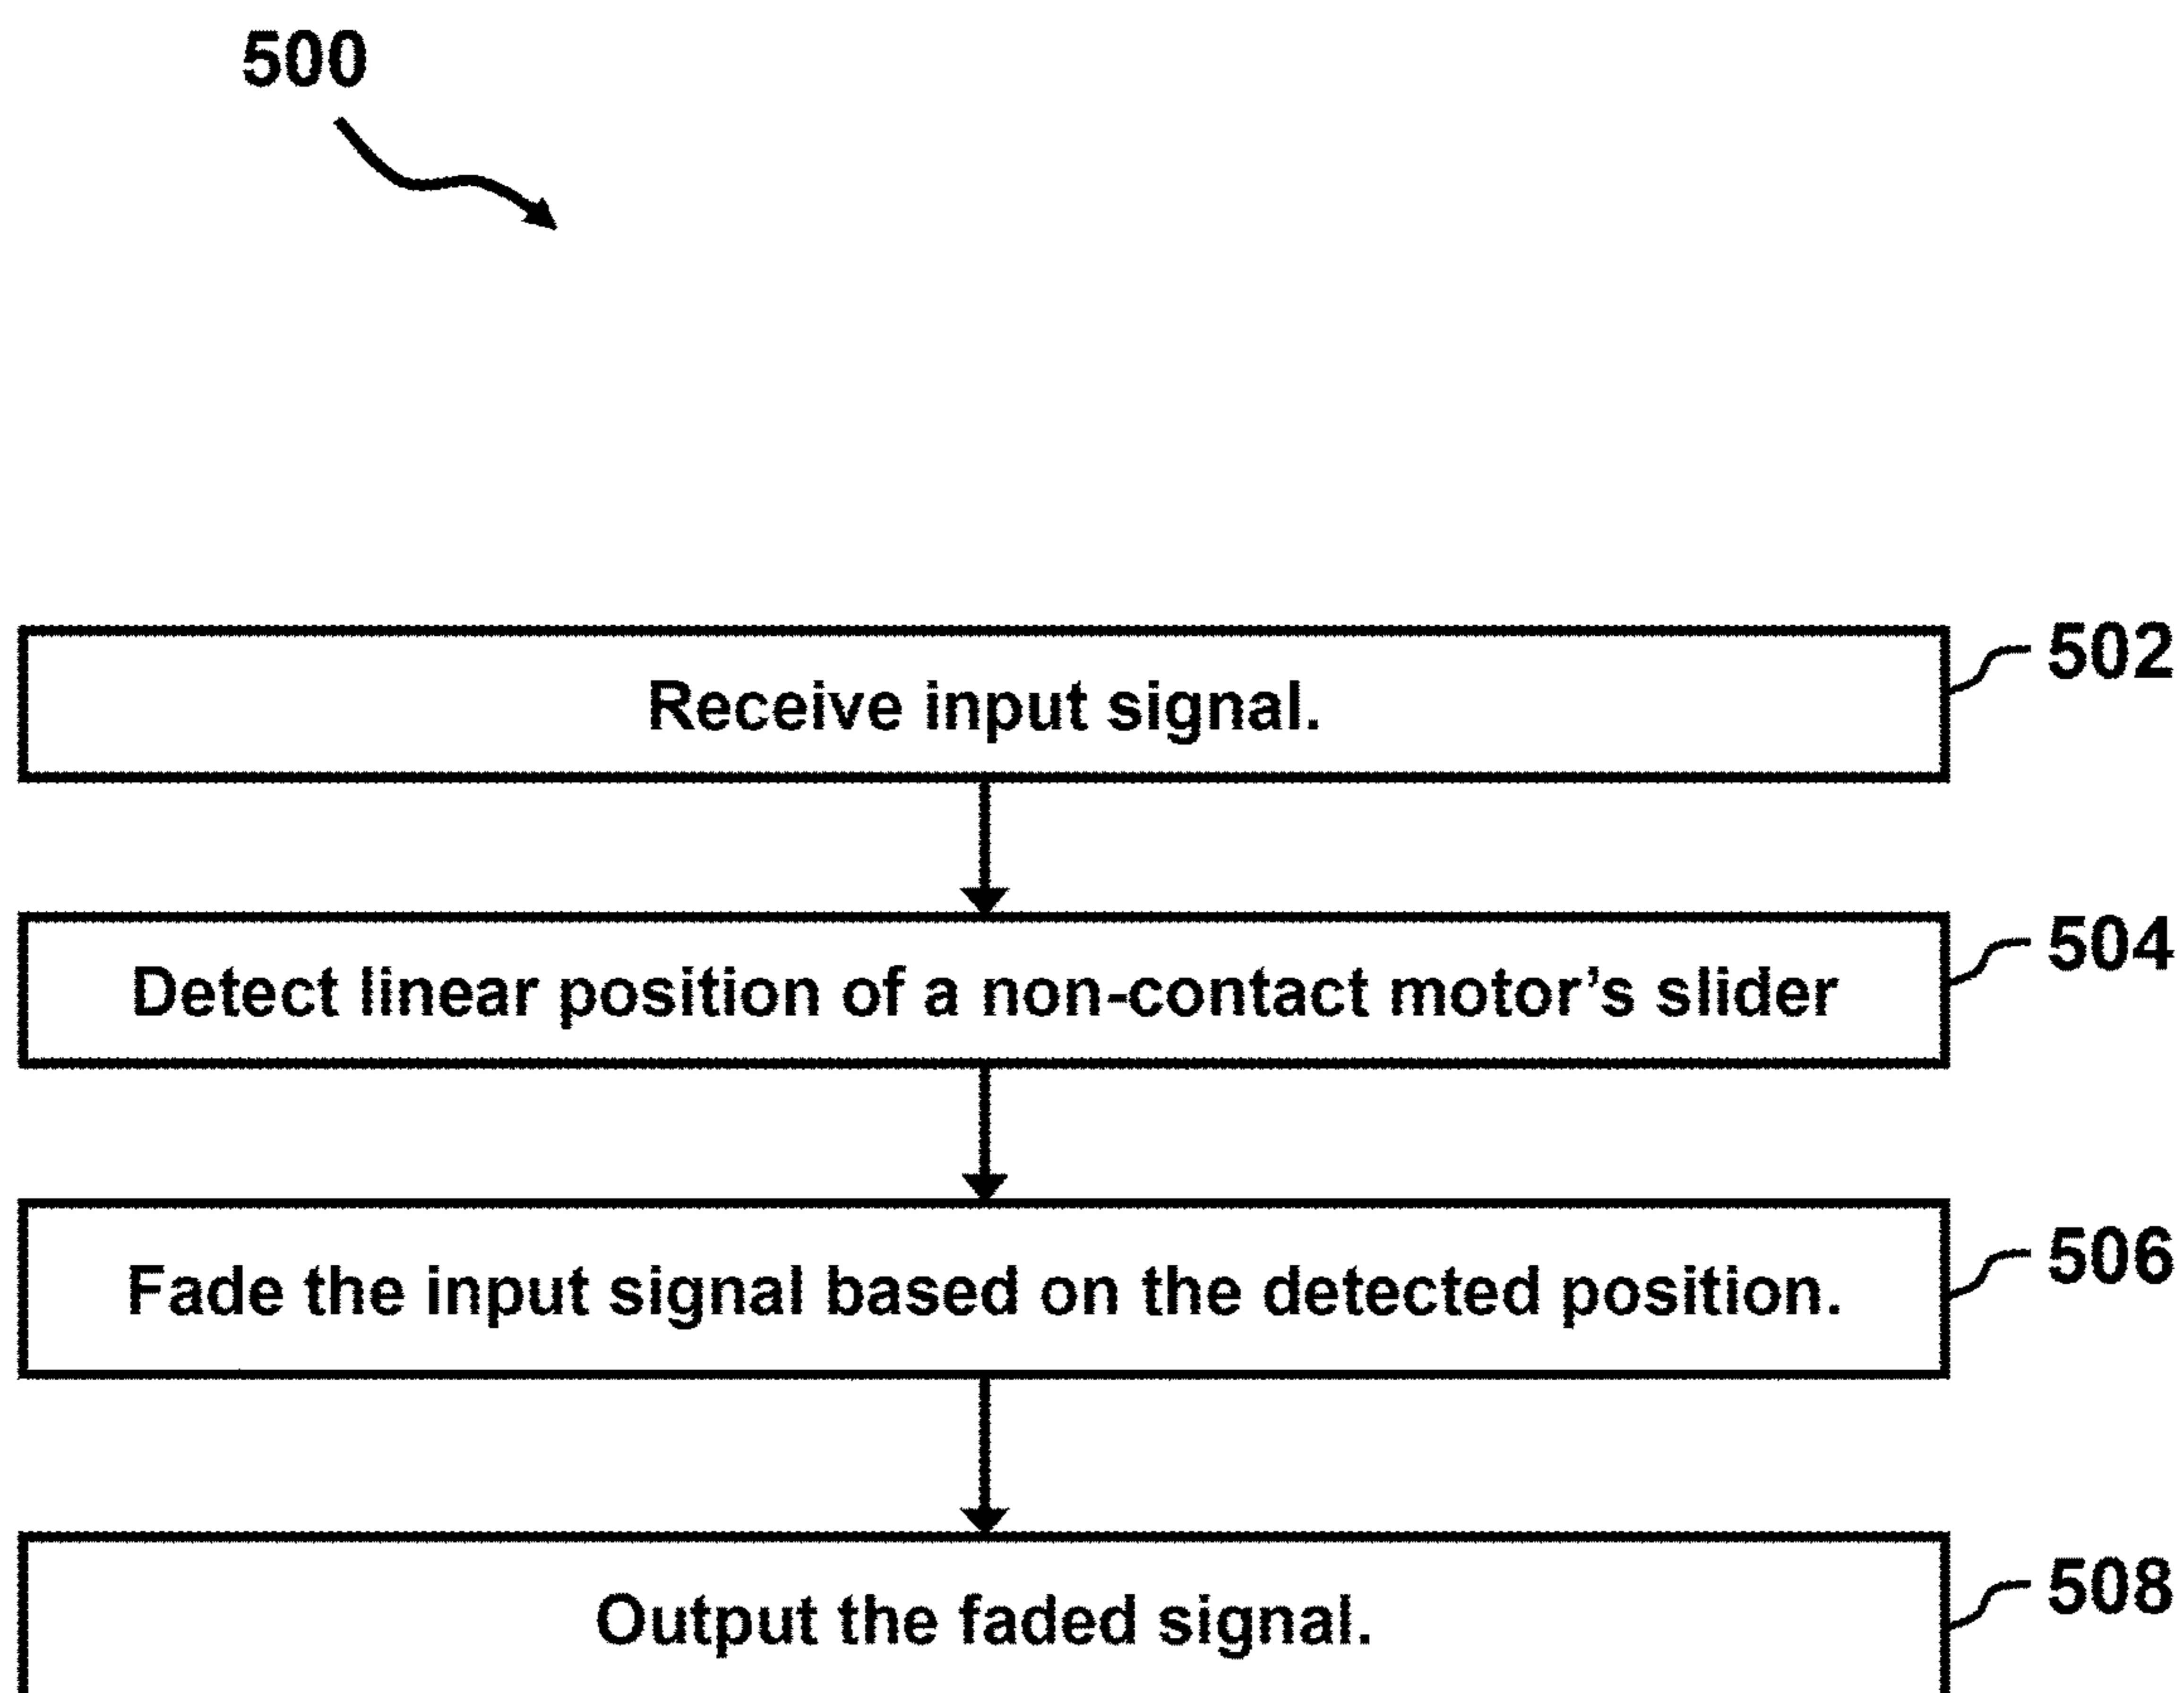 500
Receive input signal.
502
Detect linear position of a non-contact motor’s slider
504
Fade the input signal based on the detected position.
506
Output the faded signal.
508